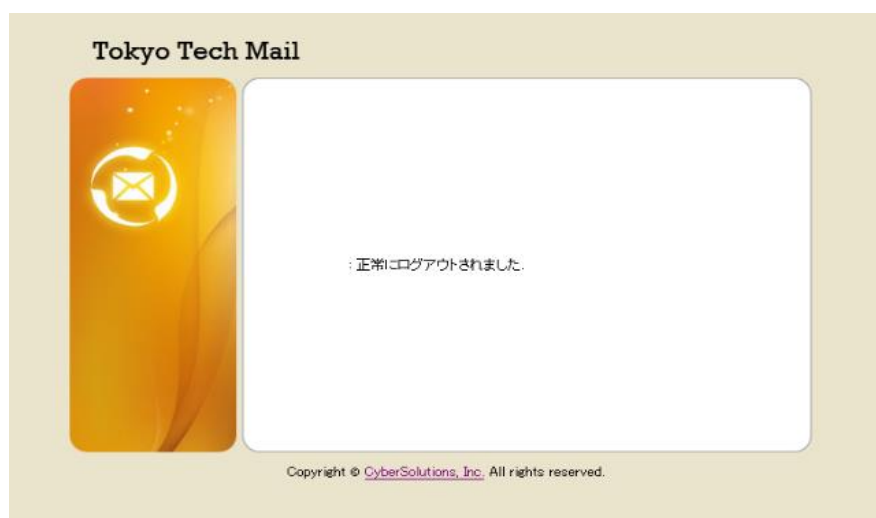 Tokyo Tech Mail
: 正常にログアウトされました.
Copyright © CyberSolutions, Inc. All rights reserved.